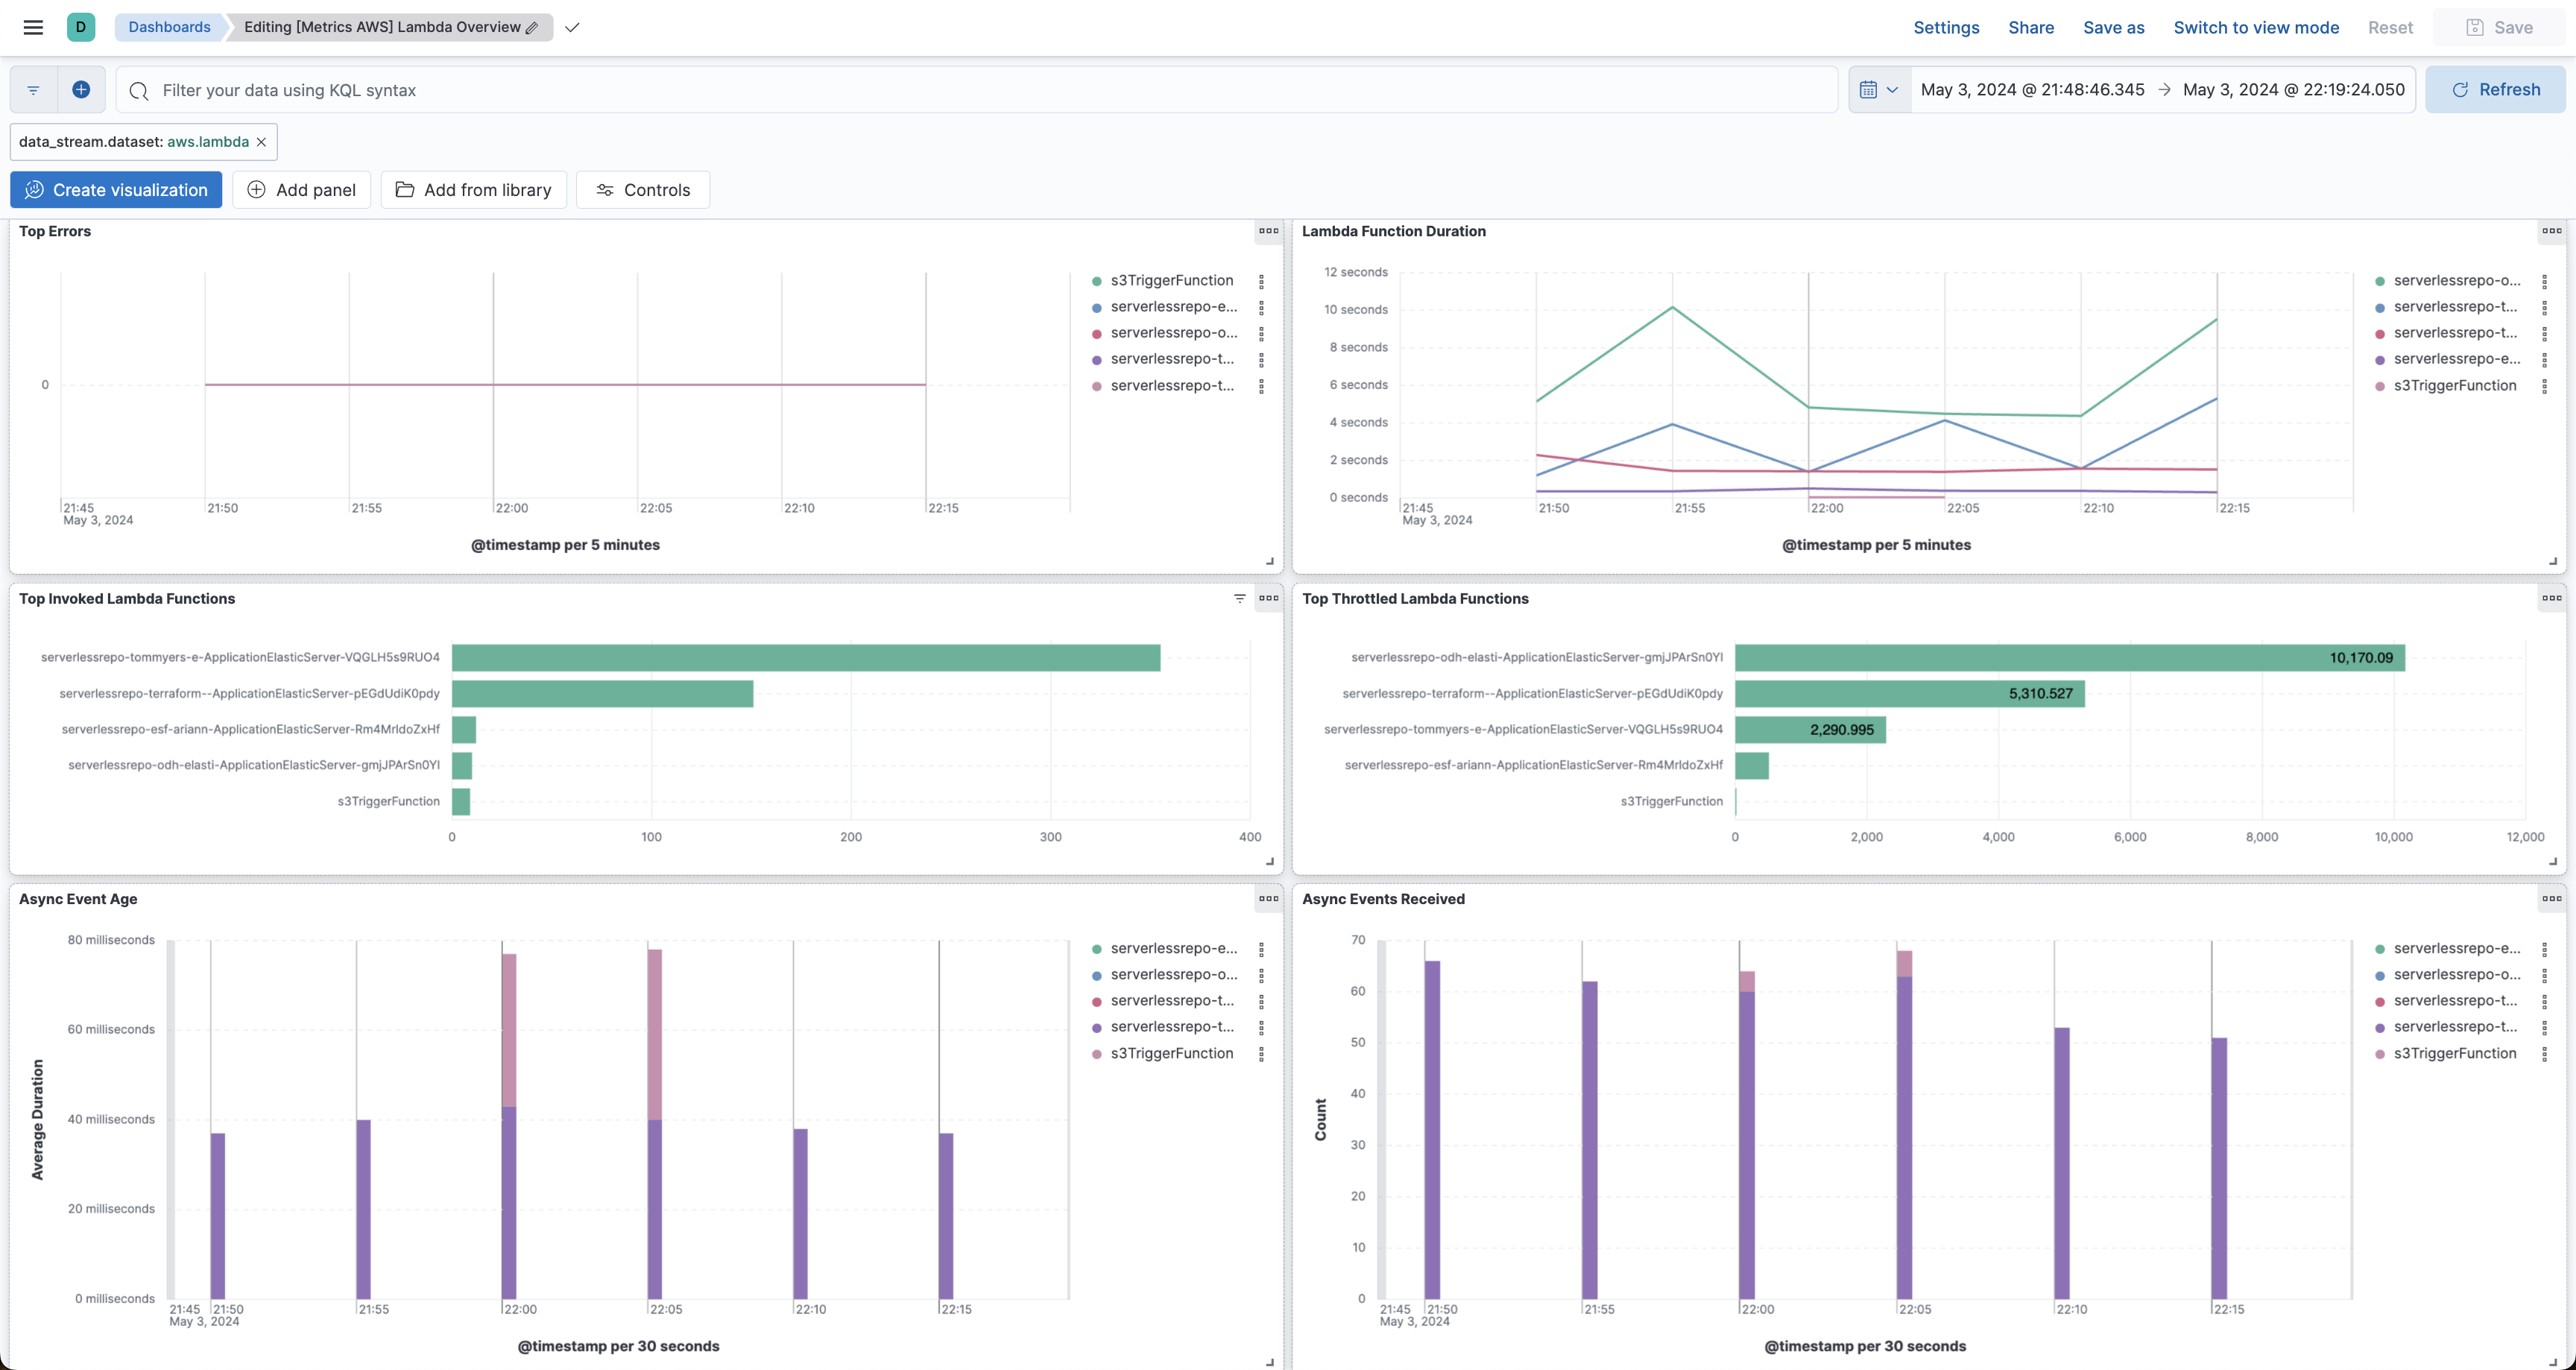 D Dashboards Editing [Metrics AWS] Lambda Overview Settings Share Save as Switch to view mode Reset Save
Filter your data using KQL syntax May 3, 2024 @ 21:48:46.345 → May 3, 2024 @ 22:19:24.050 Refresh
data_stream.dataset: aws.lambda
Create visualization Add panel Add from library Controls
Top Errors
0
s3TriggerFunction
serverlessrepo-e...
serverlessrepo-o...
serverlessrepo-t...
serverlessrepo-t...
21:45 21:50 21:55 22:00 22:05 22:10 22:15
May 3, 2024
@timestamp per 5 minutes
Lambda Function Duration
12 seconds
10 seconds
8 seconds
6 seconds
4 seconds
2 seconds
0 seconds
serverlessrepo-o...
serverlessrepo-t...
serverlessrepo-t...
serverlessrepo-e...
s3TriggerFunction
21:45 21:50 21:55 22:00 22:05 22:10 22:15
May 3, 2024
@timestamp per 5 minutes
Top Invoked Lambda Functions
serverlessrepo-tommyers-e-ApplicationElasticServer-VQGLH5s9RUO4
serverlessrepo-terraform--ApplicationElasticServer-pEGdUdiK0pdy
serverlessrepo-esf-ariann-ApplicationElasticServer-Rm4MrldoZxHf
serverlessrepo-odh-elasti-ApplicationElasticServer-gmjJPArSn0YI
s3TriggerFunction
0 100 200 300 400
Top Throttled Lambda Functions
serverlessrepo-odh-elasti-ApplicationElasticServer-gmjJPArSn0YI 10,170.09
serverlessrepo-terraform--ApplicationElasticServer-pEGdUdiK0pdy 5,310.527
serverlessrepo-tommyers-e-ApplicationElasticServer-VQGLH5s9RUO4 2,290.995
serverlessrepo-esf-ariann-ApplicationElasticServer-Rm4MrldoZxHf
s3TriggerFunction
0 2,000 4,000 6,000 8,000 10,000 12,000
Async Event Age
Average Duration
80 milliseconds
60 milliseconds
40 milliseconds
20 milliseconds
0 milliseconds
serverlessrepo-e...
serverlessrepo-o...
serverlessrepo-t...
serverlessrepo-t...
s3TriggerFunction
21:45 21:50 21:55 22:00 22:05 22:10 22:15
May 3, 2024
@timestamp per 30 seconds
Async Events Received
Count
70
60
50
40
30
20
10
0
serverlessrepo-e...
serverlessrepo-o...
serverlessrepo-t...
serverlessrepo-t...
s3TriggerFunction
21:45 21:50 21:55 22:00 22:05 22:10 22:15
May 3, 2024
@timestamp per 30 seconds